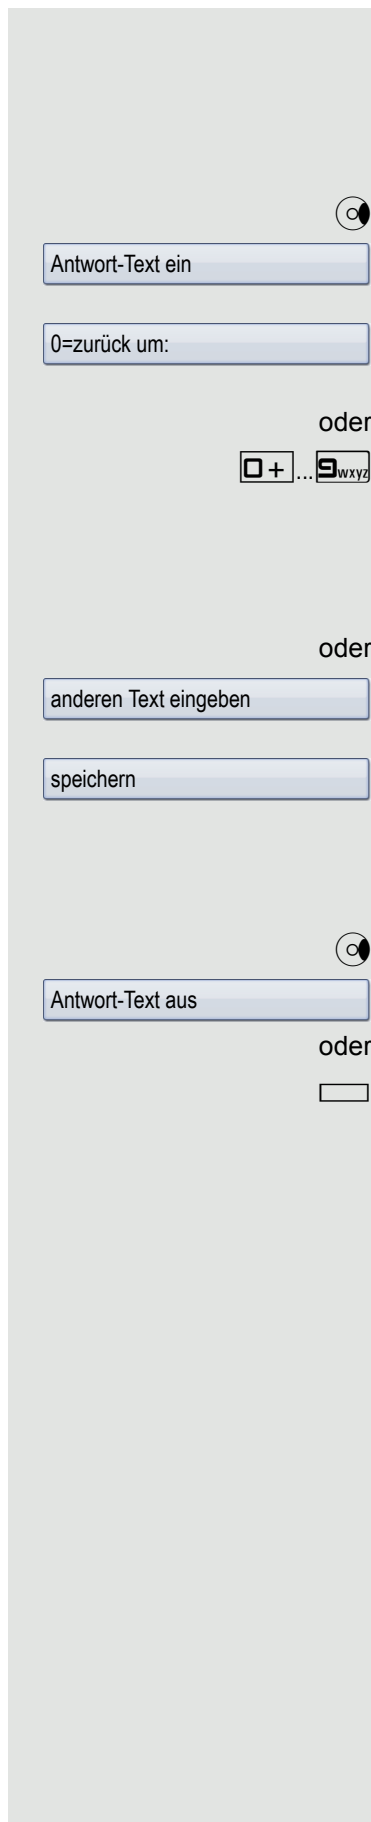 Antwort-Text ein
0=zurück um:
oder
0+ ... 9wxyz
oder
anderen Text eingeben
speichern
Antwort-Text aus
oder